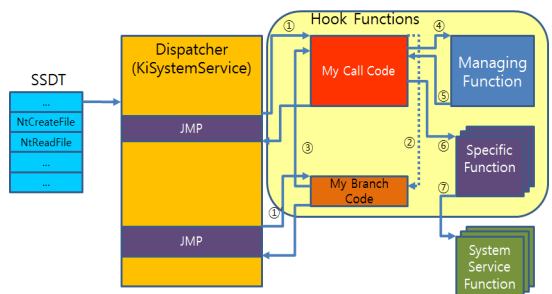 Hook Functions
SSDT
...
NtCreateFile
NtReadFile
...
...
Dispatcher
(KiSystemService)
JMP
JMP
①
My Call Code
④
⑤
Managing
Function
③
②
⑥
Specific
Function
①
My Branch
Code
⑦
System
Service
Function